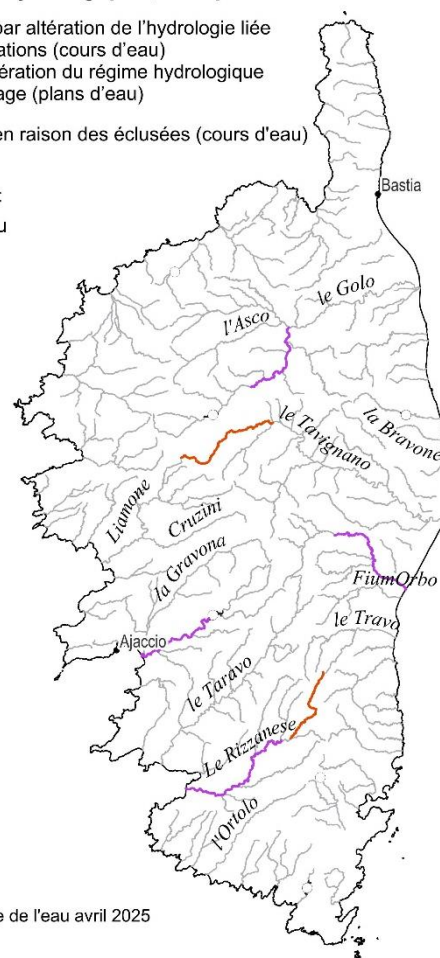 par altération de l'hydrologie liée
ations (cours d'eau)
ération du régime hydrologique
age (plans d'eau)
en raison des éclusées (cours d'eau)
u
Bastia
le Golo
l'Asco
la Bravone
le Tavignano
Liamone
Cruzini
la Gravona
FiumOrbo
le Travo
Ajaccio
le Taravo
Le Rizzanese
l'Ortolo
e de l'eau avril 2025